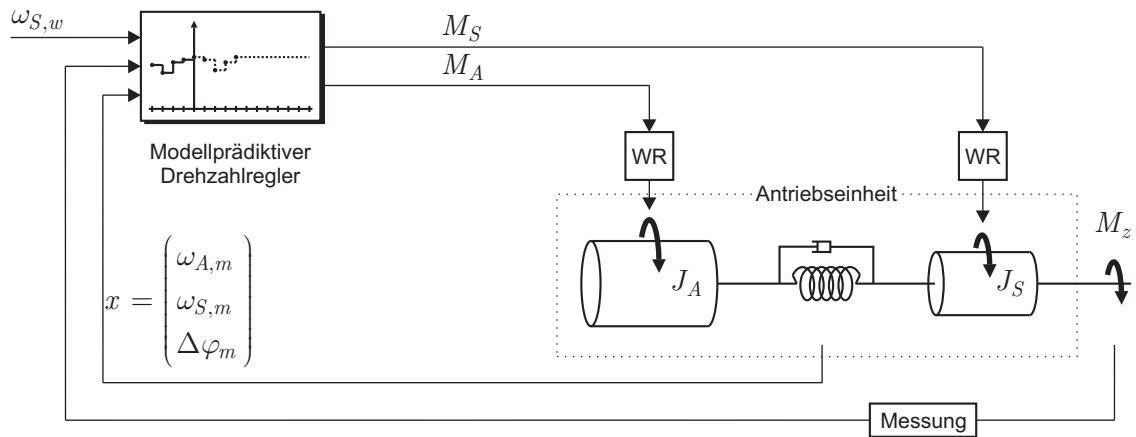 ω_{S,w}
M_S
M_A
Modellprädiktiver
Drehzahlregler
WR
WR
Antriebseinheit
M_z
J_A
J_S
x = (ω_{A,m}
ω_{S,m}
Δφ_m)
Messung